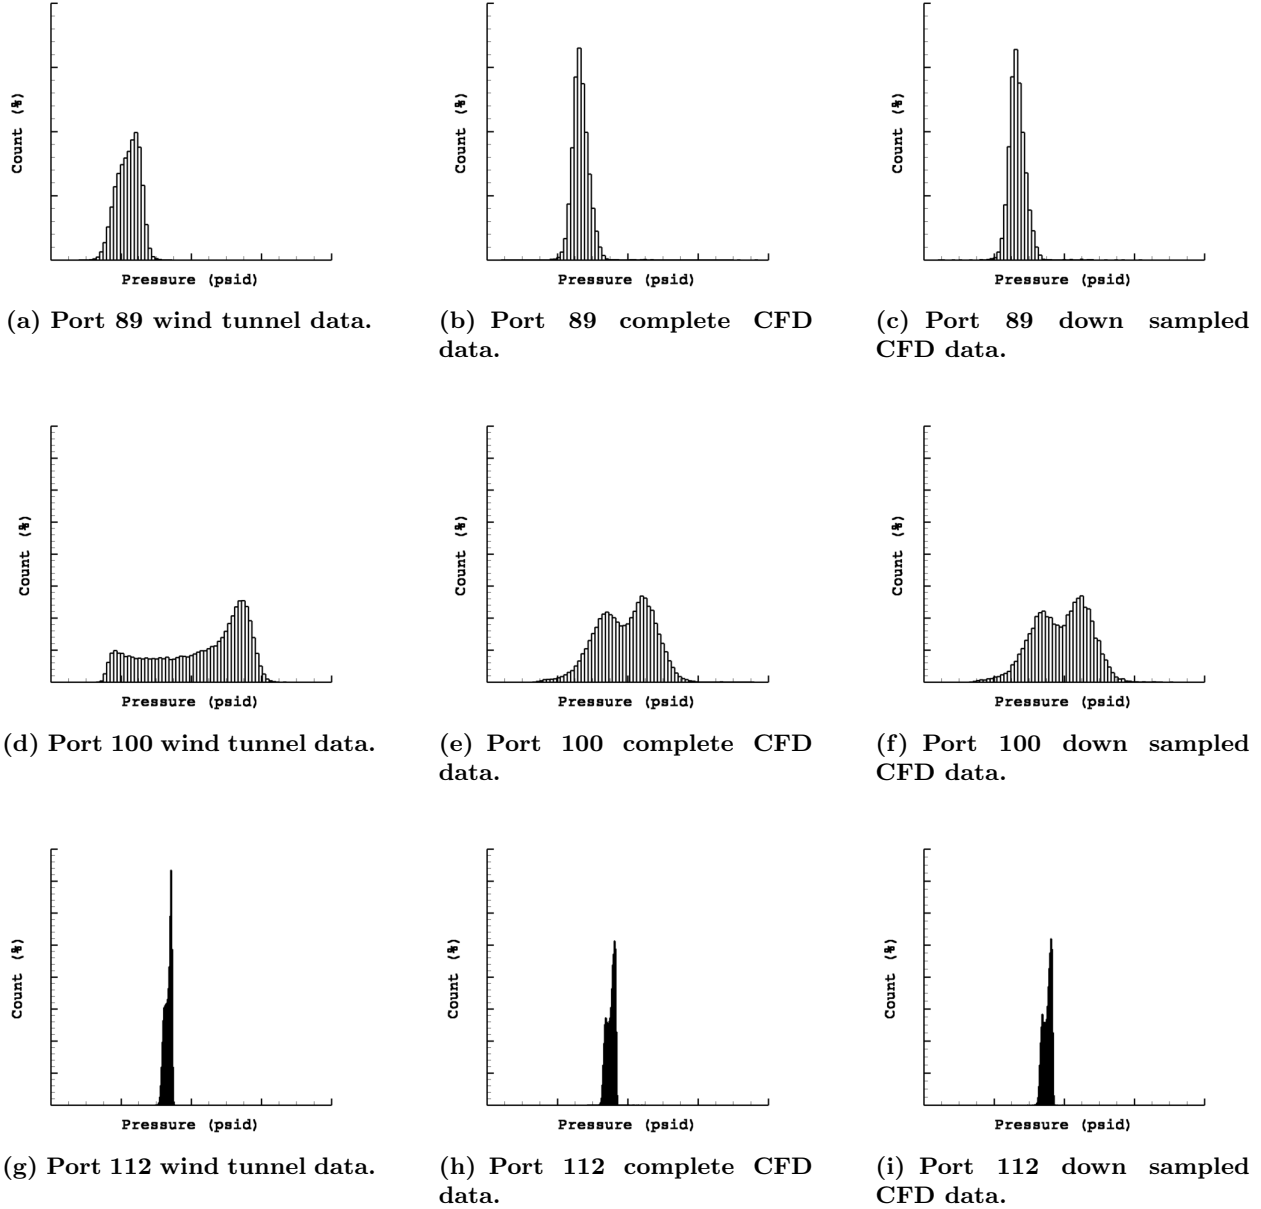 Count (%)
Count (%)
Count (%)
Pressure (psid)
Pressure (psid)
Pressure (psid)
(a) Port 89 wind tunnel data.
(b) Port 89 complete CFD
data.
(c) Port 89 down sampled
CFD data.
Count (%)
Count (%)
Count (%)
Pressure (psid)
Pressure (psid)
Pressure (psid)
(d) Port 100 wind tunnel data.
(e) Port 100 complete CFD
data.
(f) Port 100 down sampled
CFD data.
Count (%)
Count (%)
Count (%)
Pressure (psid)
Pressure (psid)
Pressure (psid)
(g) Port 112 wind tunnel data.
(h) Port 112 complete CFD
data.
(i) Port 112 down sampled
CFD data.